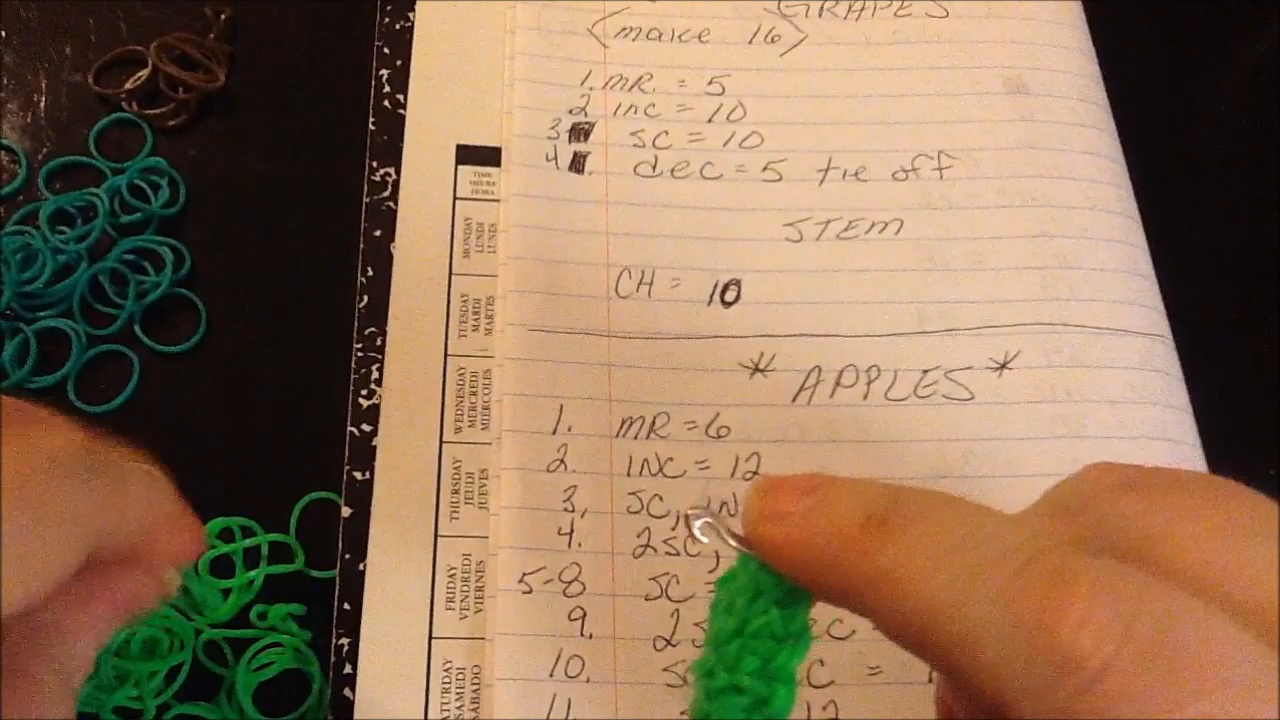 GRAPES
(make 16)
1. MR. = 5
2 inc = 10
3 SC = 10
4 . dec = 5 tie off
STEM
CH = 10
* APPLES *
1. MR = 6
2. INC = 12
3, SC, IN
4. 2SC,
5-8 SC =
9.
10. C =
11. 12
TIME
HEURE
HORA
MONDAY
LUNDI
LUNES
TUESDAY
MARDI
MARTES
WEDNESDAY
MERCREDI
MIÉRCOLES
THURSDAY
JEUDI
JUEVES
FRIDAY
VENDREDI
VIERNES
SATURDAY
SAMEDI
SÁBADO